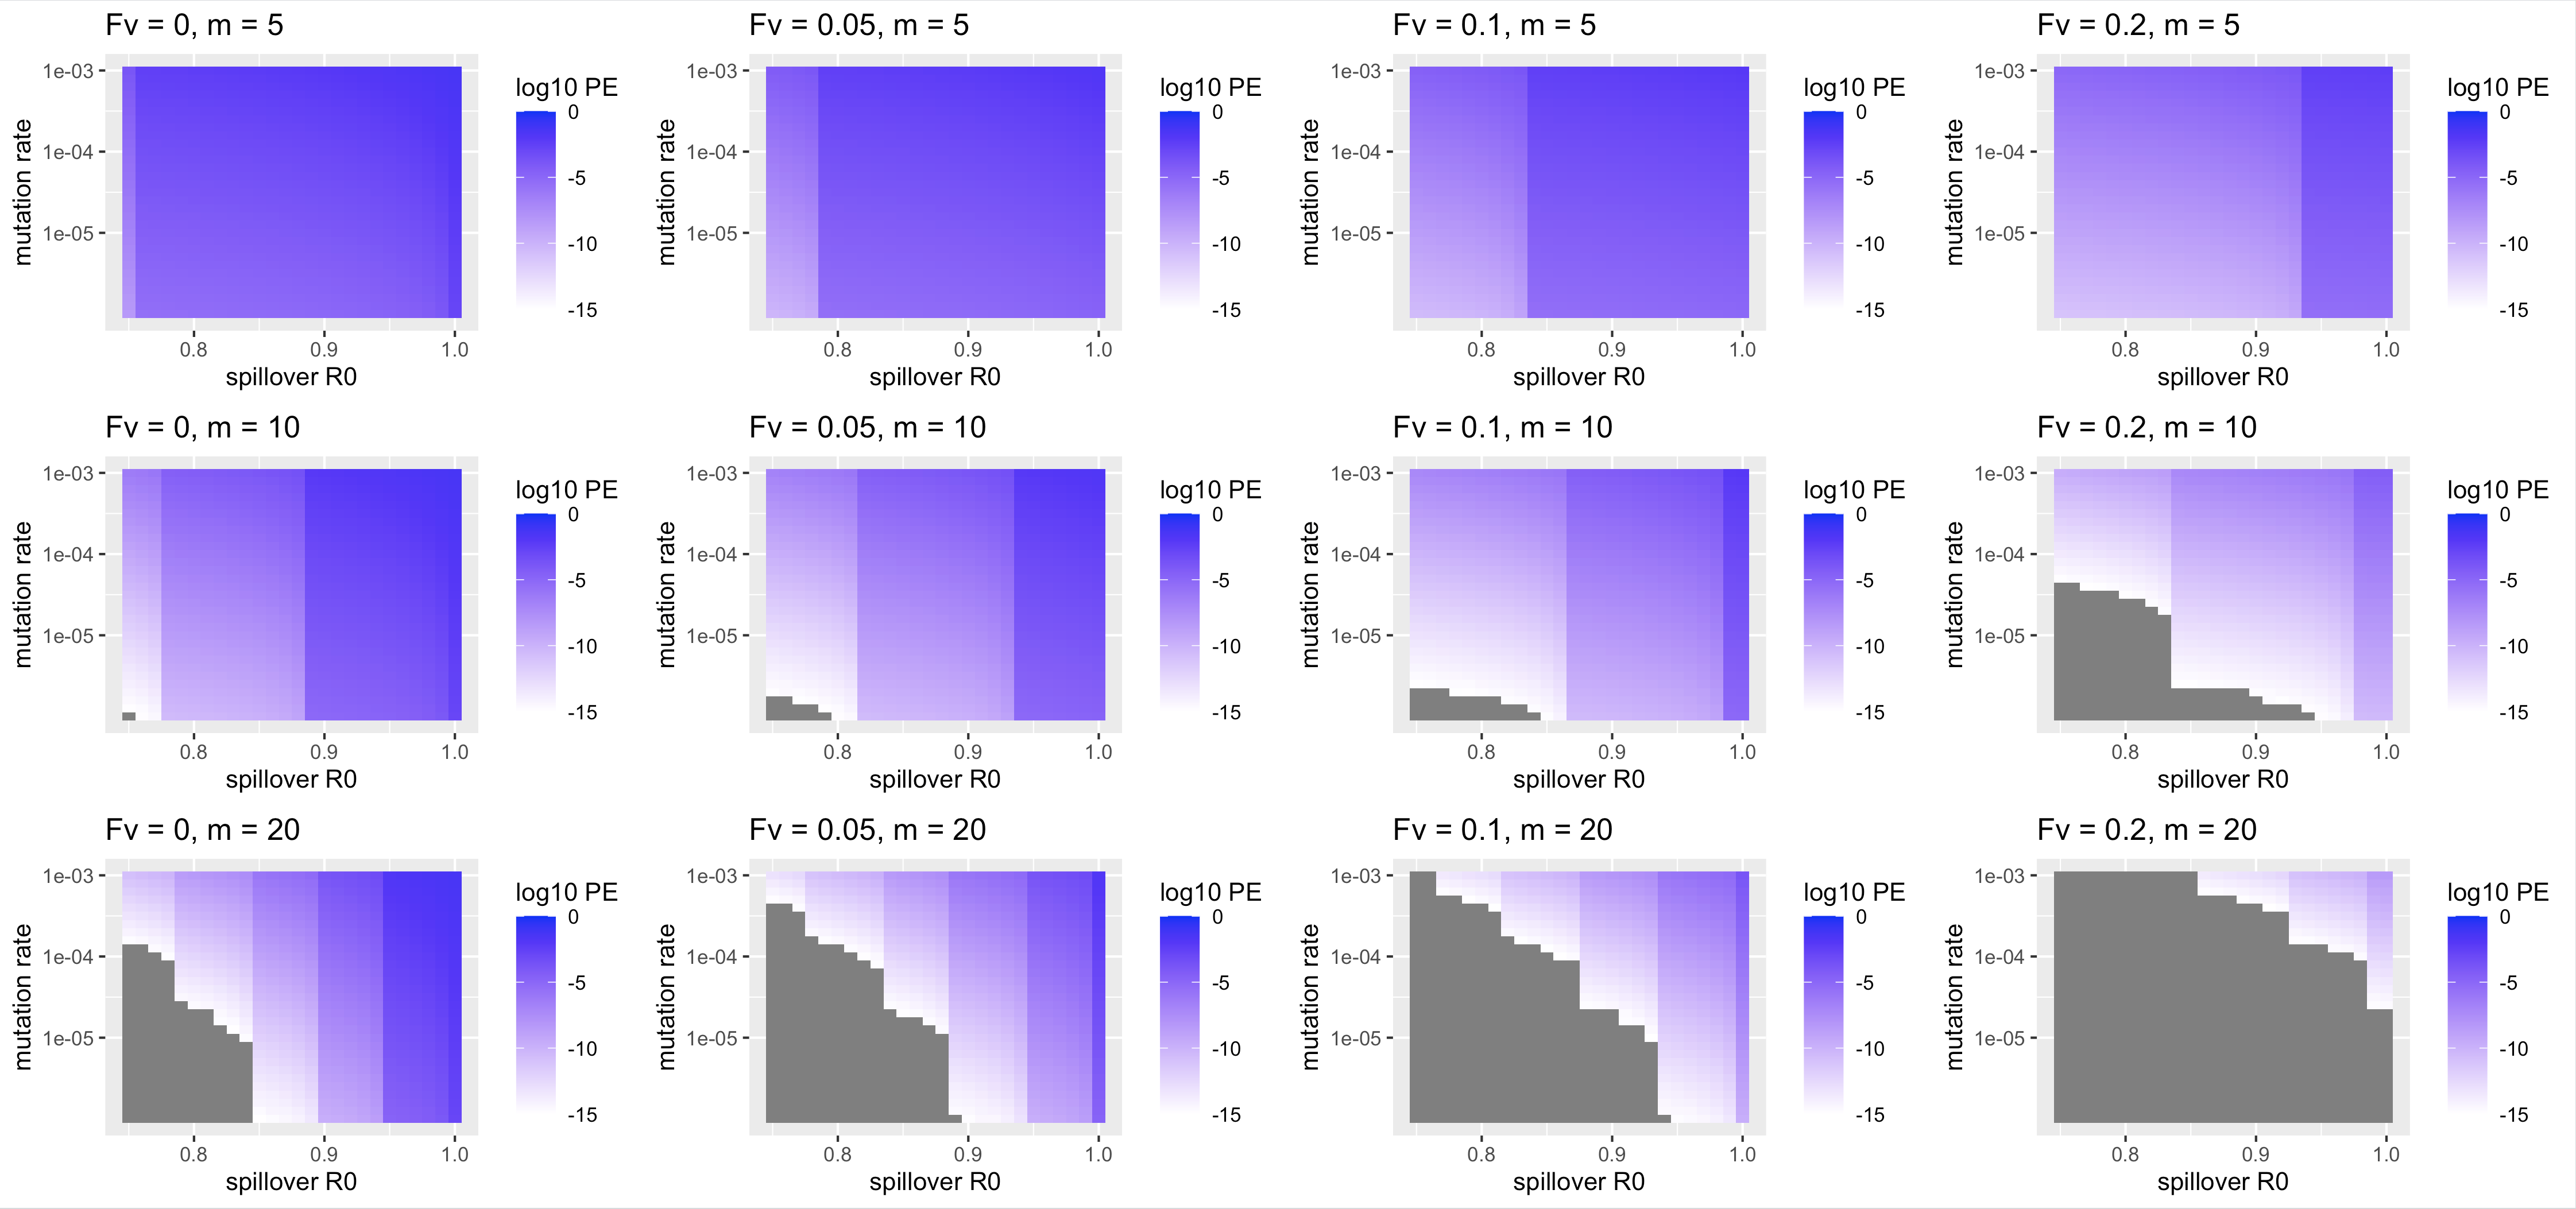 Fv = 0, m = 5
log10 PE
0
-5
-10
-15
1e-03
1e-04
1e-05
mutation rate
0.8 0.9 1.0
spillover R0
Fv = 0.05, m = 5
log10 PE
0
-5
-10
-15
1e-03
1e-04
1e-05
mutation rate
0.8 0.9 1.0
spillover R0
Fv = 0.1, m = 5
log10 PE
0
-5
-10
-15
1e-03
1e-04
1e-05
mutation rate
0.8 0.9 1.0
spillover R0
Fv = 0.2, m = 5
log10 PE
0
-5
-10
-15
1e-03
1e-04
1e-05
mutation rate
0.8 0.9 1.0
spillover R0
Fv = 0, m = 10
log10 PE
0
-5
-10
-15
1e-03
1e-04
1e-05
mutation rate
0.8 0.9 1.0
spillover R0
Fv = 0.05, m = 10
log10 PE
0
-5
-10
-15
1e-03
1e-04
1e-05
mutation rate
0.8 0.9 1.0
spillover R0
Fv = 0.1, m = 10
log10 PE
0
-5
-10
-15
1e-03
1e-04
1e-05
mutation rate
0.8 0.9 1.0
spillover R0
Fv = 0.2, m = 10
log10 PE
0
-5
-10
-15
1e-03
1e-04
1e-05
mutation rate
0.8 0.9 1.0
spillover R0
Fv = 0, m = 20
log10 PE
0
-5
-10
-15
1e-03
1e-04
1e-05
mutation rate
0.8 0.9 1.0
spillover R0
Fv = 0.05, m = 20
log10 PE
0
-5
-10
-15
1e-03
1e-04
1e-05
mutation rate
0.8 0.9 1.0
spillover R0
Fv = 0.1, m = 20
log10 PE
0
-5
-10
-15
1e-03
1e-04
1e-05
mutation rate
0.8 0.9 1.0
spillover R0
Fv = 0.2, m = 20
log10 PE
0
-5
-10
-15
1e-03
1e-04
1e-05
mutation rate
0.8 0.9 1.0
spillover R0